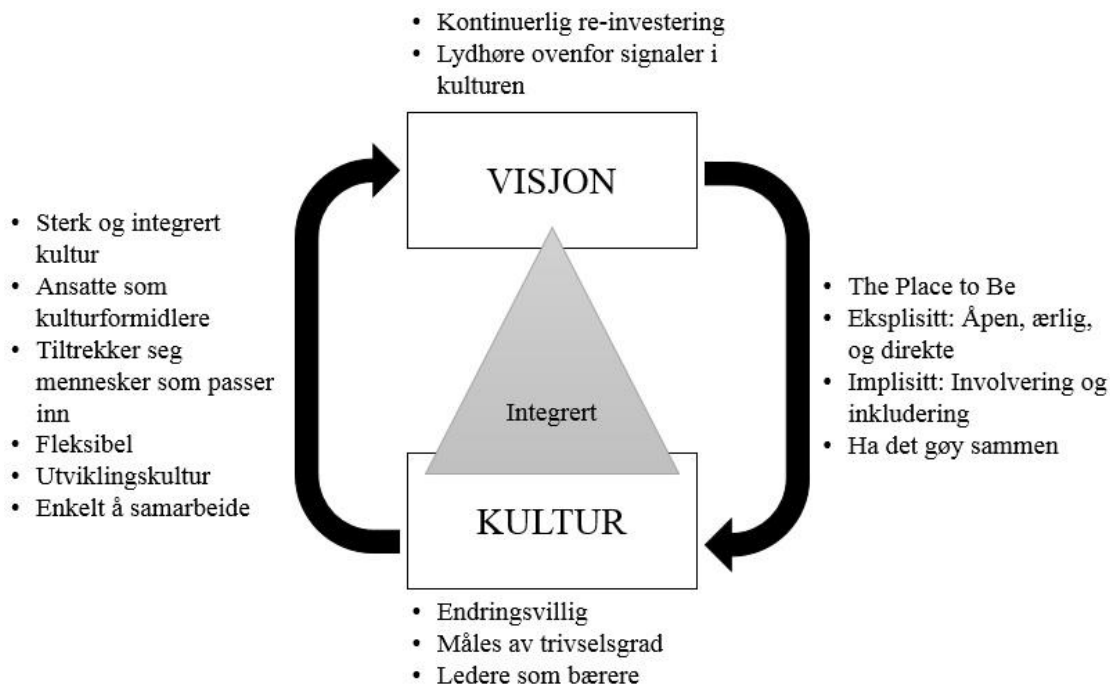 • Kontinuerlig re-investering
• Lydhøre ovenfor signaler i
kulturen
VISJON
• Sterk og integrert
kultur
• Ansatte som
kulturformidlere
• Tiltrekker seg
mennesker som passer
inn
• Fleksibel
• Utviklingskultur
• Enkelt å samarbeide
Integrert
• The Place to Be
• Eksplisitt: Åpen, ærlig,
og direkte
• Implisitt: Involvering og
inkludering
• Ha det gøy sammen
KULTUR
• Endringsvillig
• Måles av trivselsgrad
• Ledere som bærere